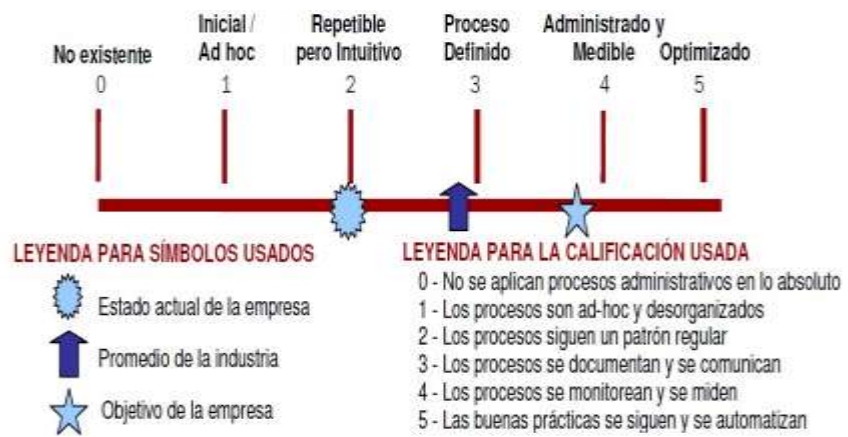 No existente
0
Inicial /
Ad hoc
1
Repetible
pero Intuitivo
2
Proceso
Definido
3
Administrado y
Medible
4
Optimizado
5
LEYENDA PARA SÍMBOLOS USADOS
Estado actual de la empresa
Promedio de la industria
Objetivo de la empresa
LEYENDA PARA LA CALIFICACIÓN USADA
0 - No se aplican procesos administrativos en lo absoluto
1 - Los procesos son ad-hoc y desorganizados
2 - Los procesos siguen un patrón regular
3 - Los procesos se documentan y se comunican
4 - Los procesos se monitorean y se miden
5 - Las buenas prácticas se siguen y se automatizan